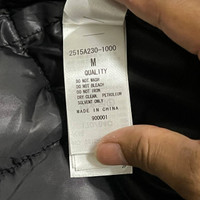 2515A230-1000
M
QUALITY
DO NOT WASH
DO NOT BLEACH
DO NOT IRON
DRY CLEAN, PETROLEUM
SOLVENT ONLY
MADE IN CHINA
900001